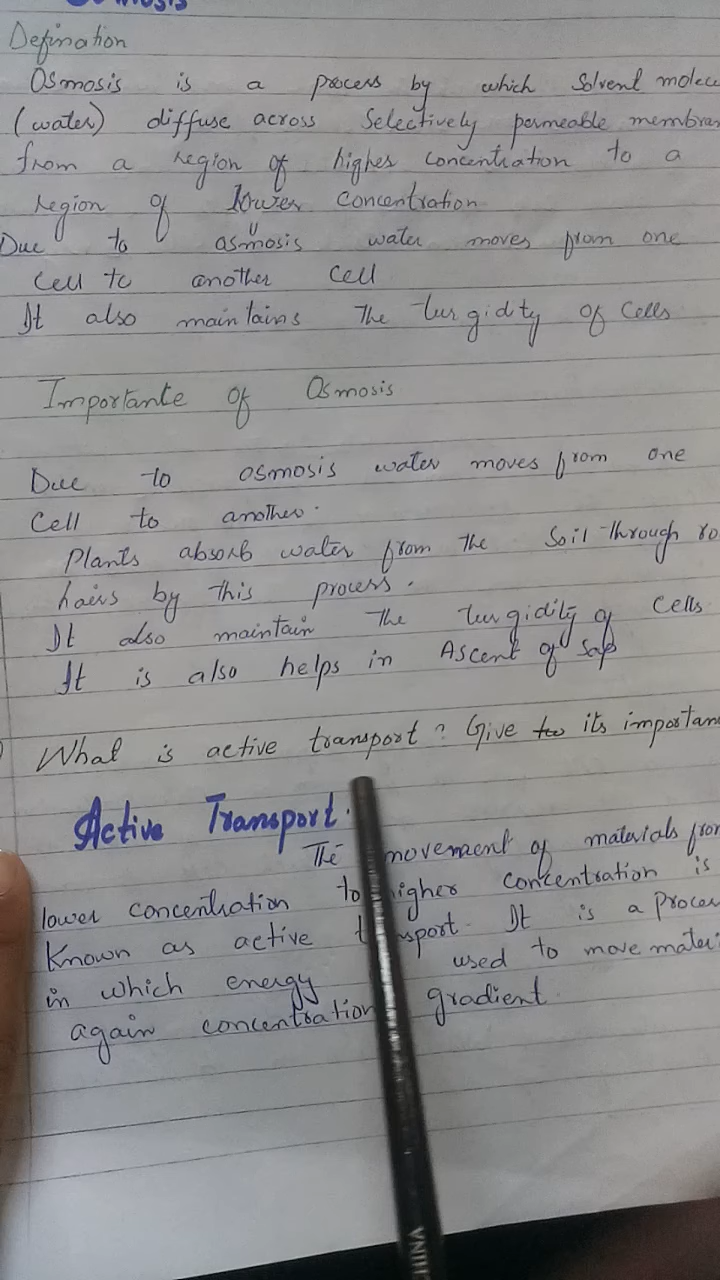 Defination
Osmosis is a process by which Solvent molecu
(water) diffuse across Selectively permeable membran
from a region of higher concentration to a
region of lower concentration
Due to osmosis water moves from one
Cell to another cell
It also maintains the turgidity of cells
Importante of Osmosis
Due to osmosis water moves from one
Cell to another.
Plants absorb water from the Soil through ro
hairs by this process.
It also maintain the turgidity of cells
It is also helps in Ascent of Sap
What is active transport? Give its importan
Active Transport.
The movement of materials from
lower concentration to higher concentration is
Known as active sport. It is a proces
in which energy used to move mater
again concentration gradient
CHINA